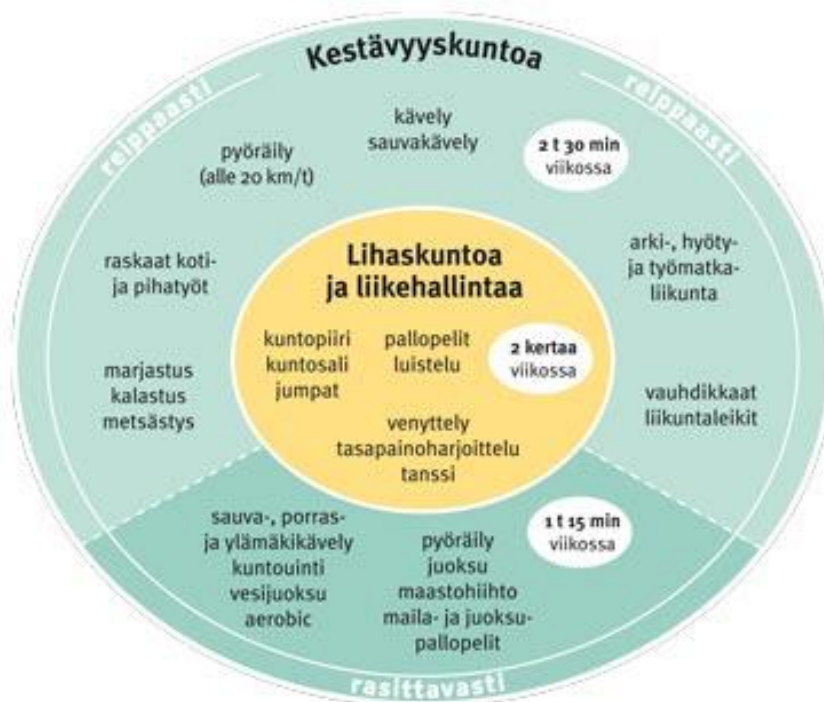 Kestävyyskuntoa
reippaasti
reippaasti
kävely
sauvakävely
2 t 30 min
viikossa
pyöräily
(alle 20 km/t)
raskaat koti-
ja pihatyöt
arki-, hyöty-
ja työmatka-
liikunta
marjastus
kalastus
metsästys
vauhdikkaat
liikuntaleikit
Lihaskuntoa
ja liikehallintaa
kuntopiiri
kuntosali
jumpat
pallopelit
luistelu
2 kertaa
viikossa
venyttely
tasapainoharjoittelu
tanssi
sauva-, porras-
ja ylämäkikävely
kuntouinti
vesijuoksu
aerobic
pyöräily
juoksu
maastohiihto
maila- ja juoksu-
pallopelit
1 t 15 min
viikossa
rasittavasti